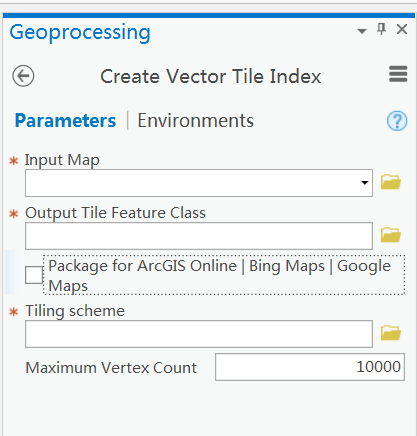 Geoprocessing
Create Vector Tile Index
Parameters | Environments
* Input Map
* Output Tile Feature Class
Package for ArcGIS Online | Bing Maps | Google
Maps
* Tiling scheme
Maximum Vertex Count 10000